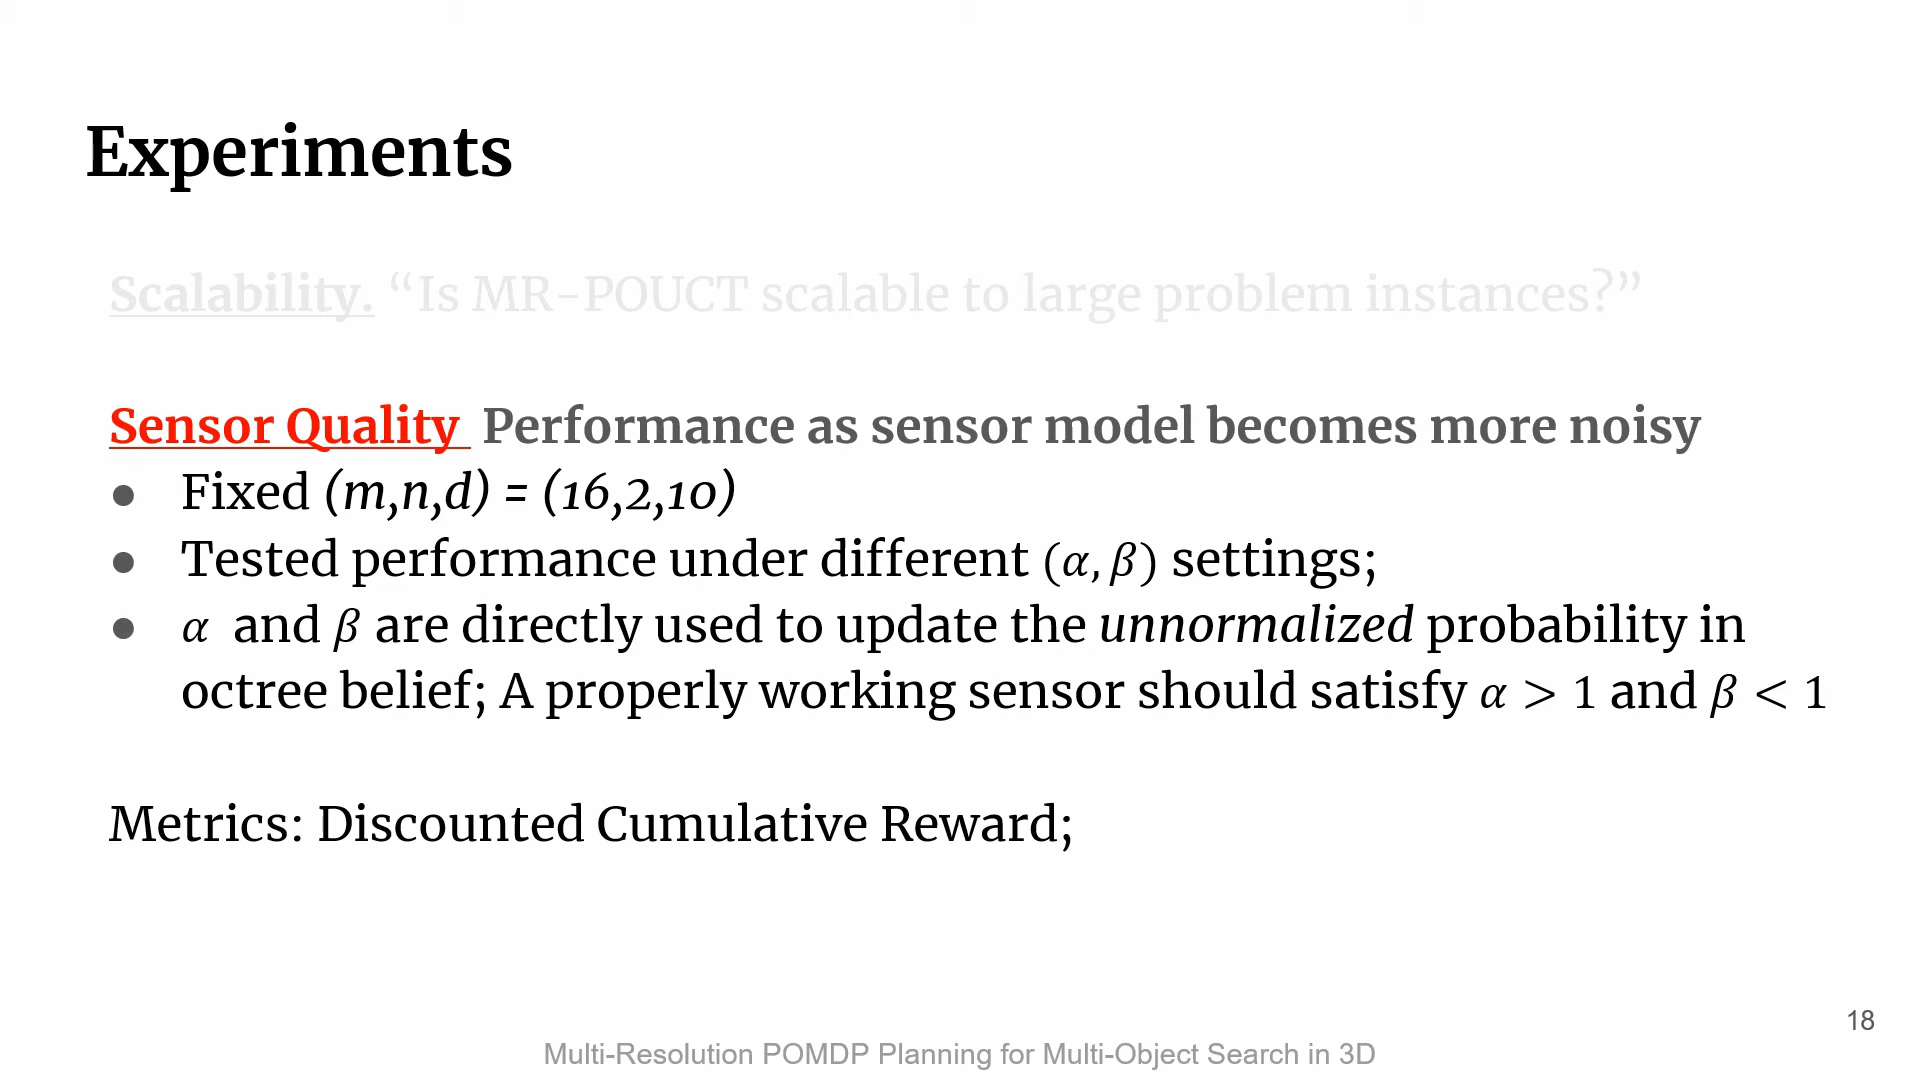 Experiments
Scalability. “Is MR-POUCT scalable to large problem instances?”
Sensor Quality Performance as sensor model becomes more noisy
● Fixed (m,n,d) = (16,2,10)
● Tested performance under different (α, β) settings;
● α and β are directly used to update the unnormalized probability in
octree belief; A properly working sensor should satisfy α > 1 and β < 1
Metrics: Discounted Cumulative Reward;
18
Multi-Resolution POMDP Planning for Multi-Object Search in 3D